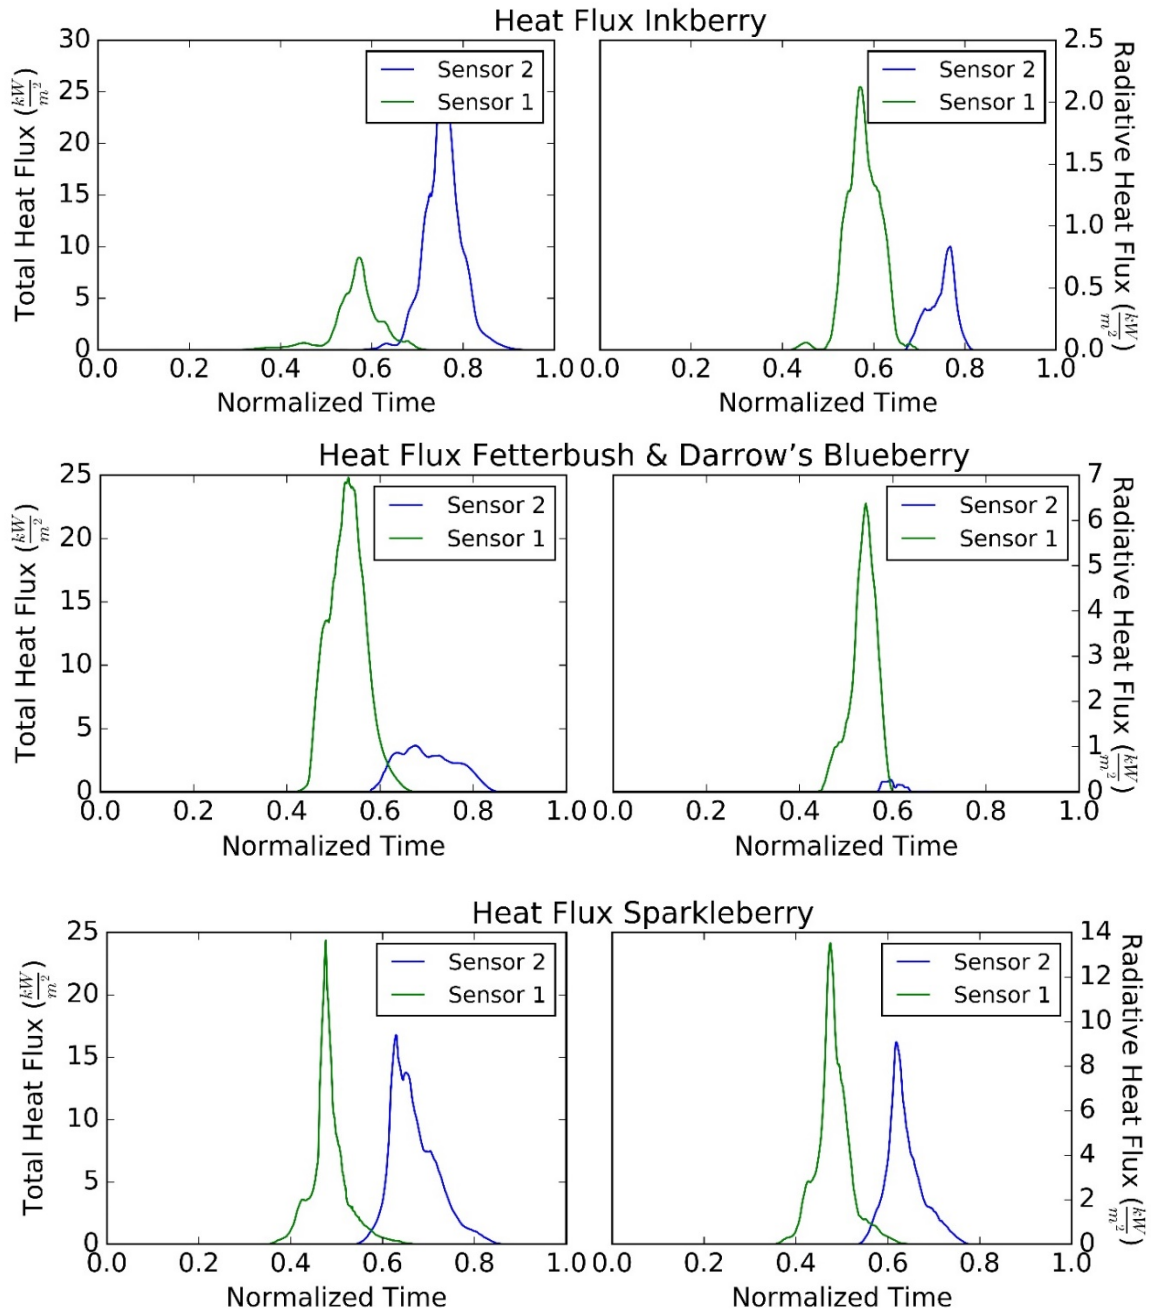 Heat Flux Inkberry
Total Heat Flux (kW/m²)
30
25
20
15
10
5
0
Sensor 2
Sensor 1
0.0 0.2 0.4 0.6 0.8 1.0
Normalized Time
Radiative Heat Flux (kW/m²)
2.5
2.0
1.5
1.0
0.5
0.0
Sensor 2
Sensor 1
0.0 0.2 0.4 0.6 0.8 1.0
Normalized Time
Heat Flux Fetterbush & Darrow’s Blueberry
Total Heat Flux (kW/m²)
25
20
15
10
5
0
Sensor 2
Sensor 1
0.0 0.2 0.4 0.6 0.8 1.0
Normalized Time
Radiative Heat Flux (kW/m²)
7
6
5
4
3
2
1
0
Sensor 2
Sensor 1
0.0 0.2 0.4 0.6 0.8 1.0
Normalized Time
Heat Flux Sparkleberry
Total Heat Flux (kW/m²)
25
20
15
10
5
0
Sensor 2
Sensor 1
0.0 0.2 0.4 0.6 0.8 1.0
Normalized Time
Radiative Heat Flux (kW/m²)
14
12
10
8
6
4
2
0
Sensor 2
Sensor 1
0.0 0.2 0.4 0.6 0.8 1.0
Normalized Time